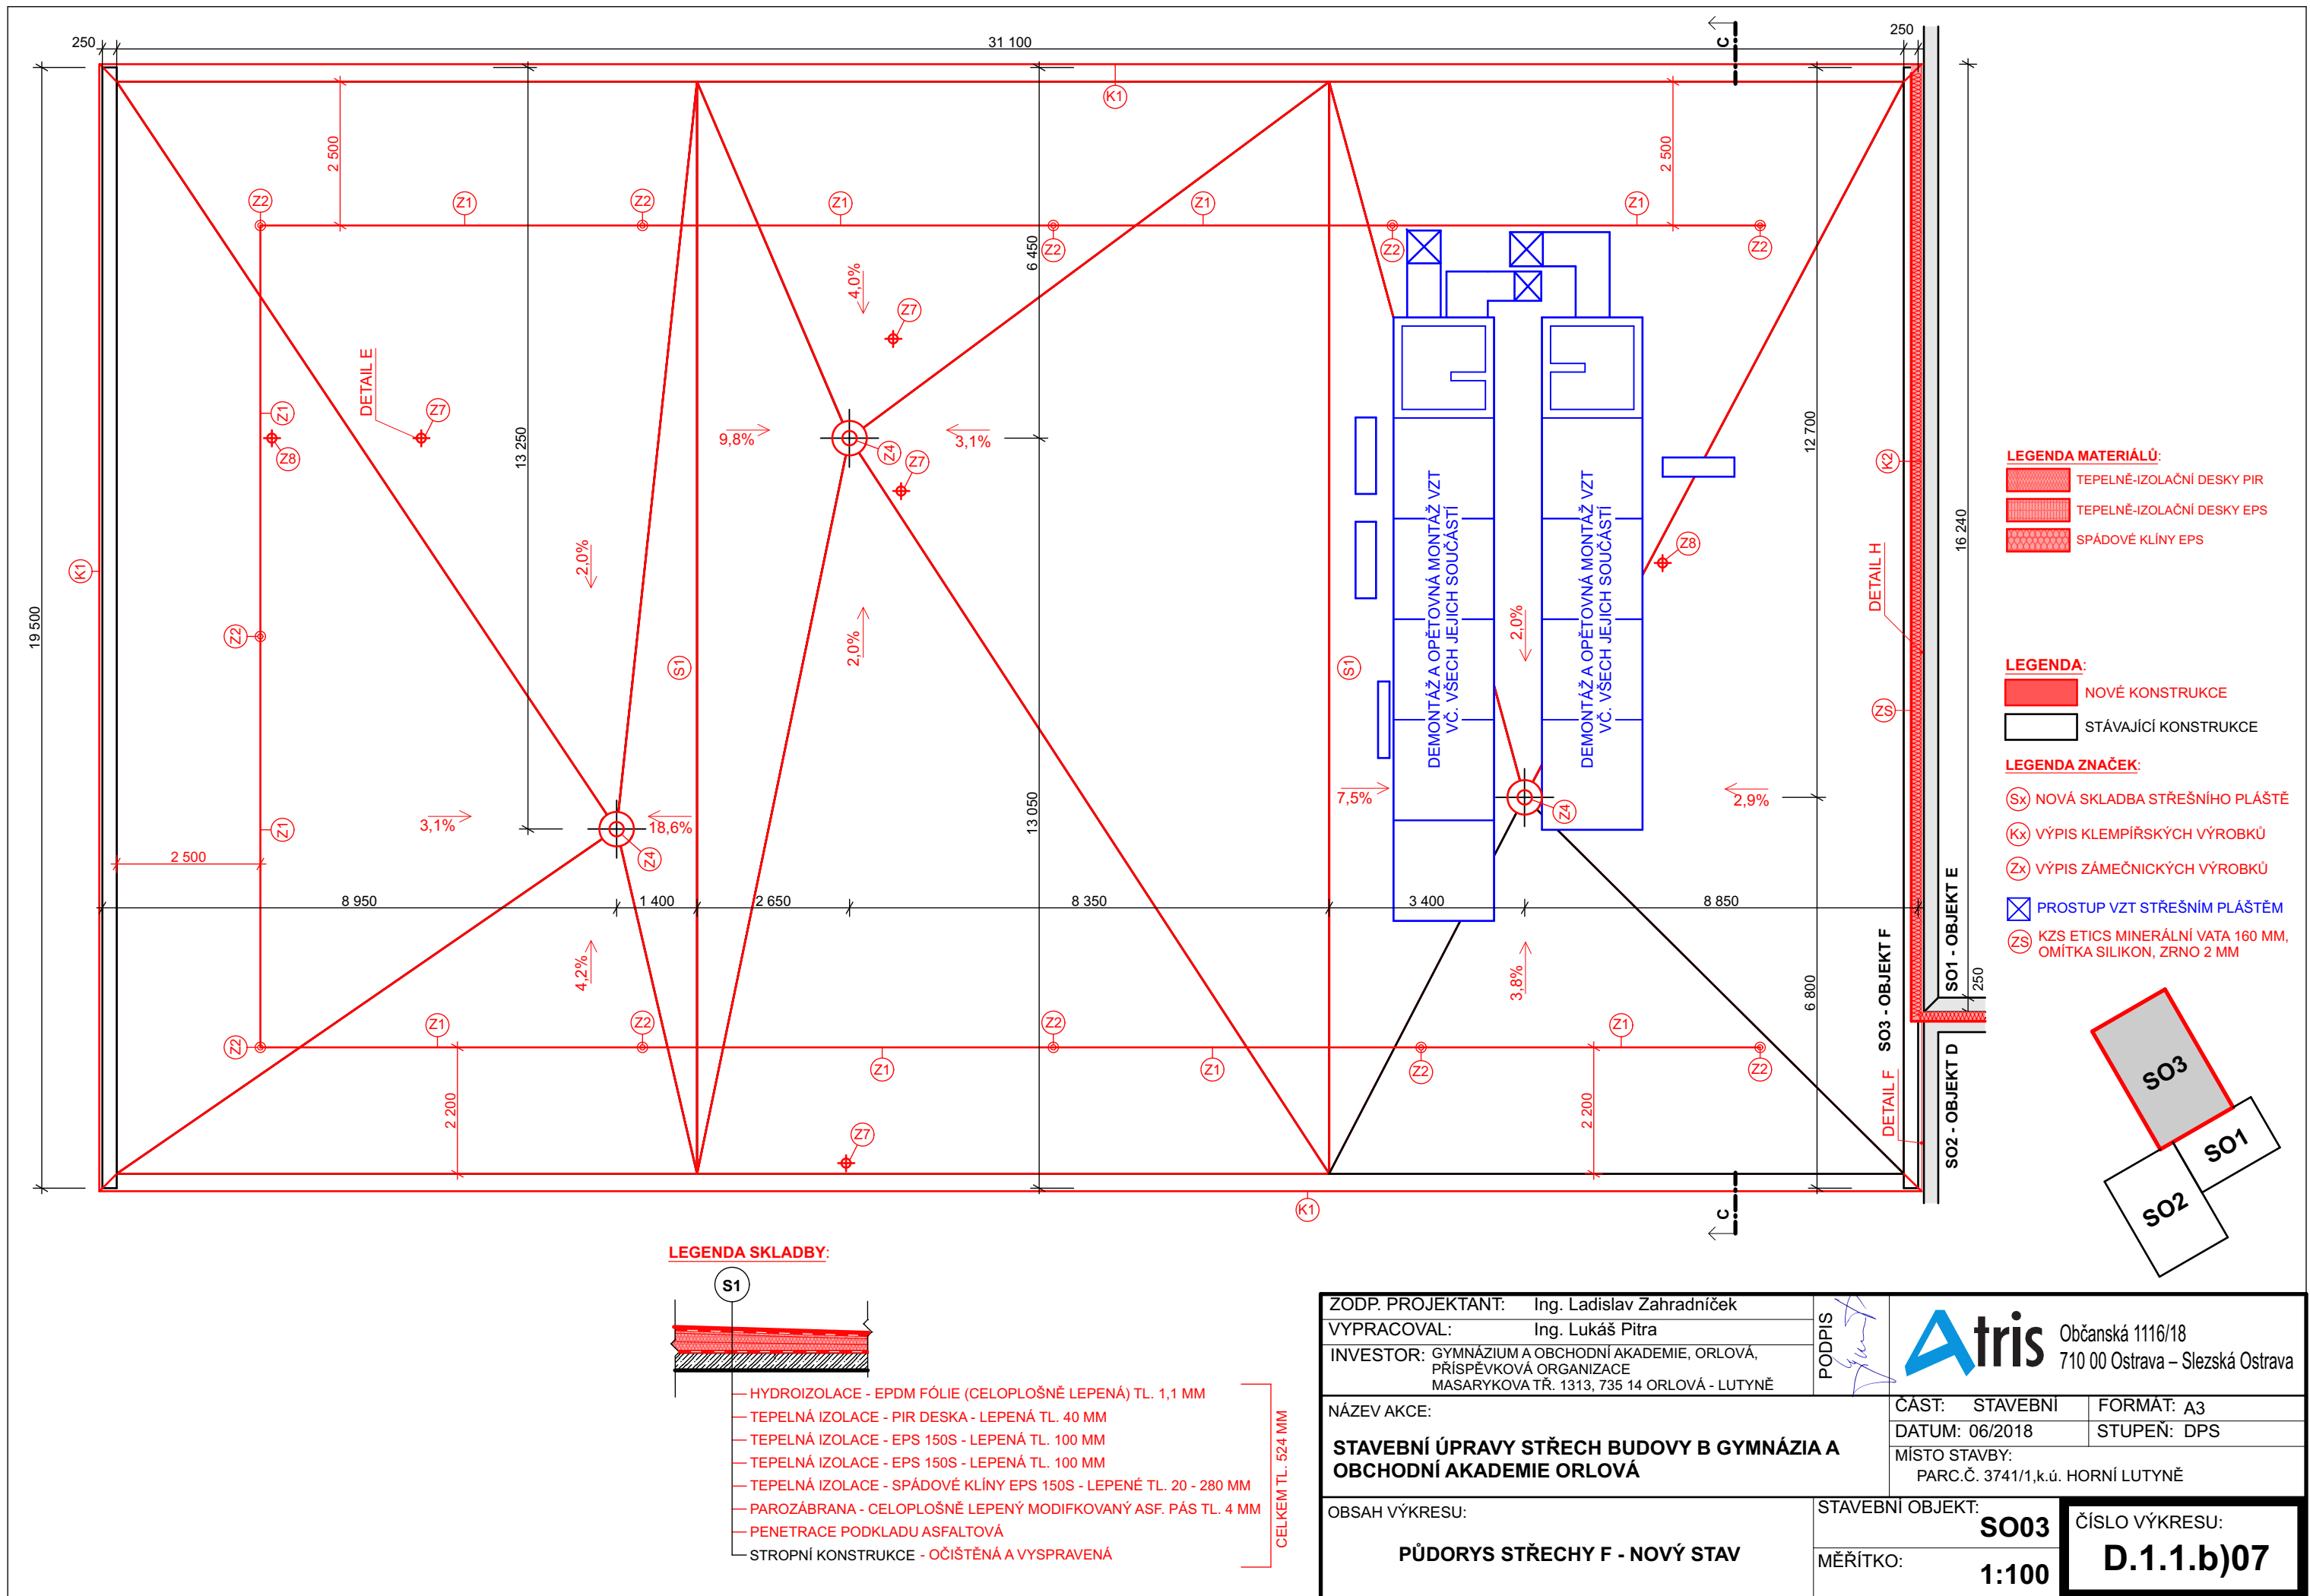 250
31 100
250
C
K1
2 500
2 500
Z2
Z1
Z2
Z1
Z2
Z1
Z2
Z1
Z2
6 450
4,0%
Z7
DETAIL E
Z7
Z1
Z8
13 250
9,8%
3,1%
Z4
Z7
12 700
K2
16 240
19 500
K1
2,0%
Z2
S1
2,0%
S1
DEMONTÁŽ A OPĚTOVNÁ MONTÁŽ VZT
VČ. VŠECH JEJICH SOUČÁSTÍ
DEMONTÁŽ A OPĚTOVNÁ MONTÁŽ VZT
VČ. VŠECH JEJICH SOUČÁSTÍ
2,0%
Z8
DETAIL H
ZS
3,1%
18,6%
Z4
Z1
2 500
13 050
7,5%
Z4
2,9%
8 950
1 400
2 650
8 350
3 400
8 850
4,2%
3,8%
6 800
SO3 - OBJEKT F
SO1 - OBJEKT E
250
Z2
Z1
Z2
Z1
Z2
Z1
Z2
Z1
Z2
2 200
2 200
Z7
DETAIL F
SO2 - OBJEKT D
K1
C
LEGENDA MATERIÁLŮ:
TEPELNĚ-IZOLAČNÍ DESKY PIR
TEPELNĚ-IZOLAČNÍ DESKY EPS
SPÁDOVÉ KLÍNY EPS
LEGENDA:
NOVÉ KONSTRUKCE
STÁVAJÍCÍ KONSTRUKCE
LEGENDA ZNAČEK:
Sx NOVÁ SKLADBA STŘEŠNÍHO PLÁŠTĚ
Kx VÝPIS KLEMPÍŘSKÝCH VÝROBKŮ
Zx VÝPIS ZÁMEČNICKÝCH VÝROBKŮ
PROSTUP VZT STŘEŠNÍM PLÁŠTĚM
ZS KZS ETICS MINERÁLNÍ VATA 160 MM,
OMÍTKA SILIKON, ZRNO 2 MM
SO3
SO1
SO2
LEGENDA SKLADBY:
S1
HYDROIZOLACE - EPDM FÓLIE (CELOPLOŠNĚ LEPENÁ) TL. 1,1 MM
TEPELNÁ IZOLACE - PIR DESKA - LEPENÁ TL. 40 MM
TEPELNÁ IZOLACE - EPS 150S - LEPENÁ TL. 100 MM
TEPELNÁ IZOLACE - EPS 150S - LEPENÁ TL. 100 MM
TEPELNÁ IZOLACE - SPÁDOVÉ KLÍNY EPS 150S - LEPENÉ TL. 20 - 280 MM
PAROZÁBRANA - CELOPLOŠNĚ LEPENÝ MODIFKOVANÝ ASF. PÁS TL. 4 MM
PENETRACE PODKLADU ASFALTOVÁ
STROPNÍ KONSTRUKCE - OČIŠTĚNÁ A VYSPRAVENÁ
CELKEM TL. 524 MM
ZODP. PROJEKTANT: Ing. Ladislav Zahradníček
VYPRACOVAL: Ing. Lukáš Pitra
INVESTOR: GYMNÁZIUM A OBCHODNÍ AKADEMIE, ORLOVÁ,
PŘÍSPĚVKOVÁ ORGANIZACE
MASARYKOVA TŘ. 1313, 735 14 ORLOVÁ - LUTYNĚ
PODPIS
Atris
Občanská 1116/18
710 00 Ostrava – Slezská Ostrava
NÁZEV AKCE:
STAVEBNÍ ÚPRAVY STŘECH BUDOVY B GYMNÁZIA A
OBCHODNÍ AKADEMIE ORLOVÁ
ČÁST: STAVEBNÍ
FORMÁT: A3
DATUM: 06/2018
STUPEŇ: DPS
MÍSTO STAVBY:
PARC.Č. 3741/1,k.ú. HORNÍ LUTYNĚ
OBSAH VÝKRESU:
PŮDORYS STŘECHY F - NOVÝ STAV
STAVEBNÍ OBJEKT:
SO03
MĚŘÍTKO:
1:100
ČÍSLO VÝKRESU:
D.1.1.b)07